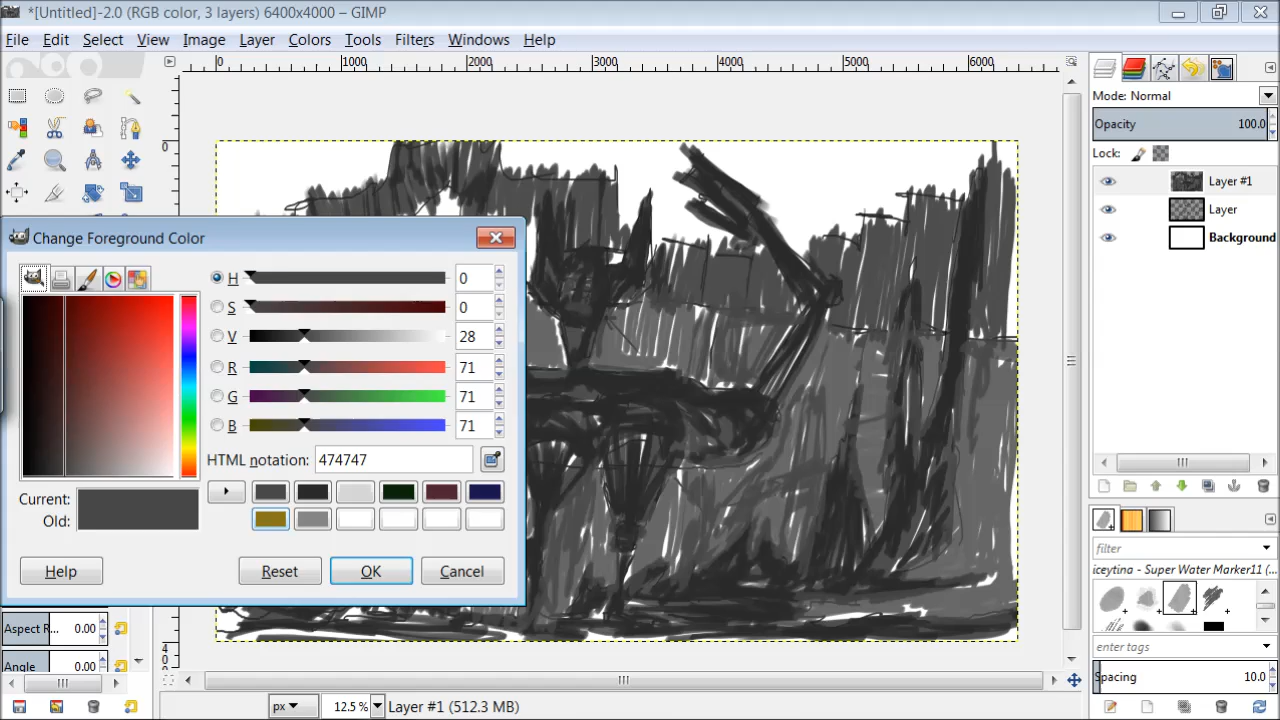 *[Untitled]-2.0 (RGB color, 3 layers) 6400x4000 – GIMP
File Edit Select View Image Layer Colors Tools Filters Windows Help
0 1000 2000 3000 4000 5000 6000
0
Mode: Normal
Opacity 100.0
Lock:
Layer #1
Layer
Background
Change Foreground Color
H 0
S 0
V 28
R 71
G 71
B 71
HTML notation: 474747
Current:
Old:
Help Reset OK Cancel
filter
iceytina - Super Water Marker11 (...
enter tags
Spacing 10.0
Aspect R... 0.00
Angle 0.00
4
0
px 12.5 % Layer #1 (512.3 MB)